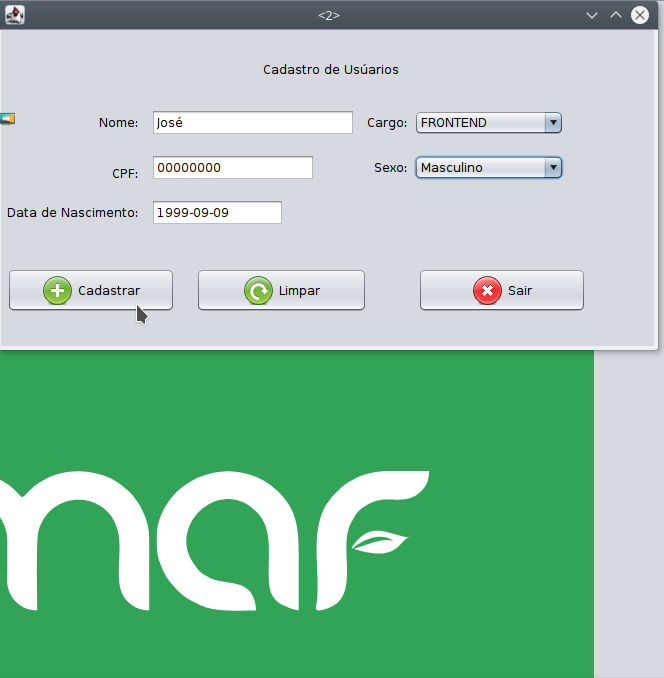 <2>
Cadastro de Usúarios
Nome: José Cargo: FRONTEND
CPF: 00000000 Sexo: Masculino
Data de Nascimento: 1999-09-09
Cadastrar Limpar Sair
mar